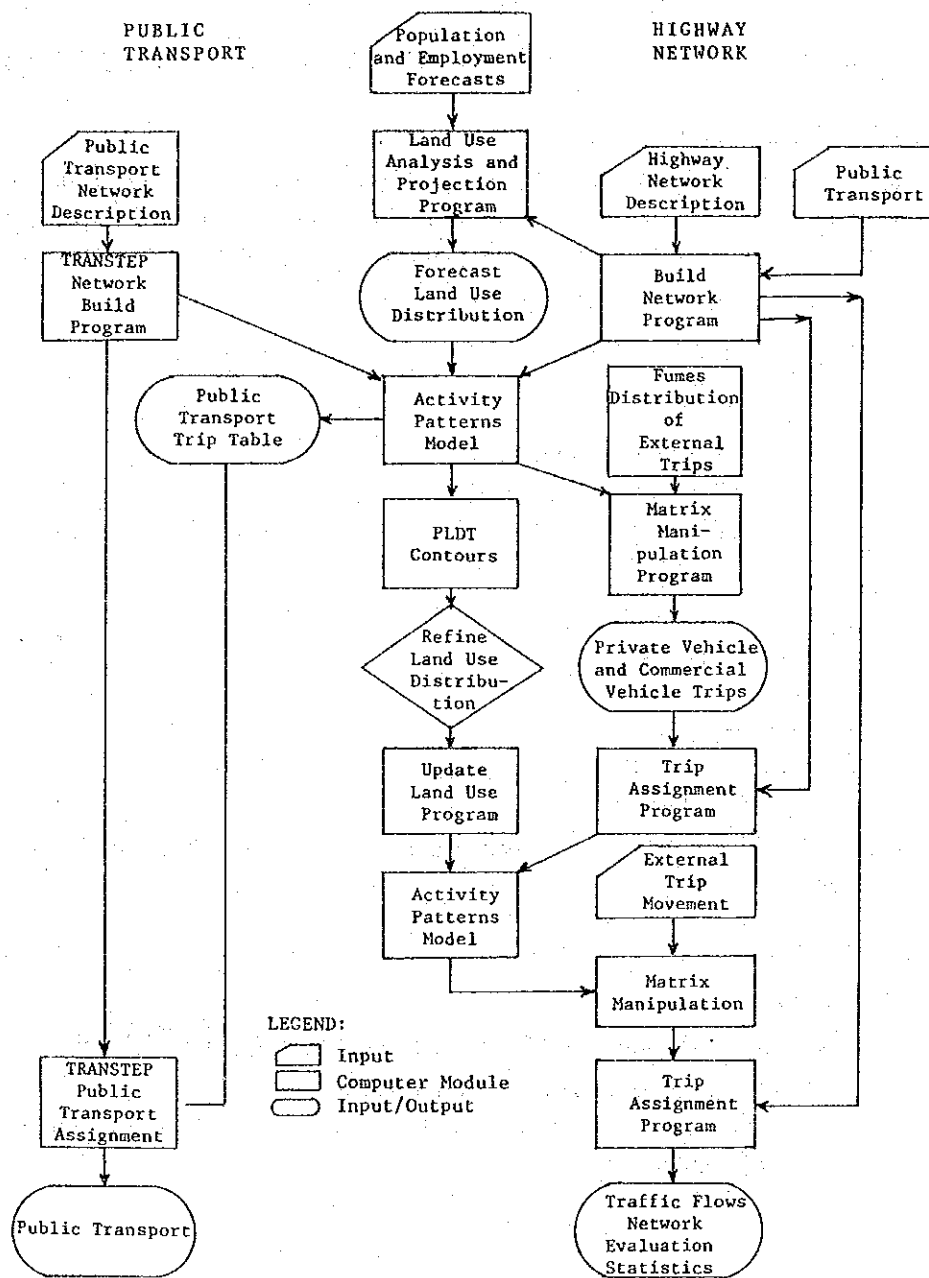 PUBLIC
TRANSPORT
HIGHWAY
NETWORK
Population
and Employment
Forecasts
Public
Transport
Network
Description
Land Use
Analysis and
Projection
Program
Highway
Network
Description
Public
Transport
TRANSTEP
Network
Build
Program
Forecast
Land Use
Distribution
Build
Network
Program
Public
Transport
Trip Table
Activity
Patterns
Model
Fumes
Distribution
of
External
Trips
PLDT
Contours
Matrix
Mani-
pulation
Program
Refine
Land Use
Distribu-
tion
Private Vehicle
and Commercial
Vehicle Trips
Update
Land Use
Program
Trip
Assignment
Program
Activity
Patterns
Model
External
Trip
Movement
Matrix
Manipulation
LEGEND:
Input
Computer Module
Input/Output
TRANSTEP
Public
Transport
Assignment
Trip
Assignment
Program
Public Transport
Traffic Flows
Network
Evaluation
Statistics